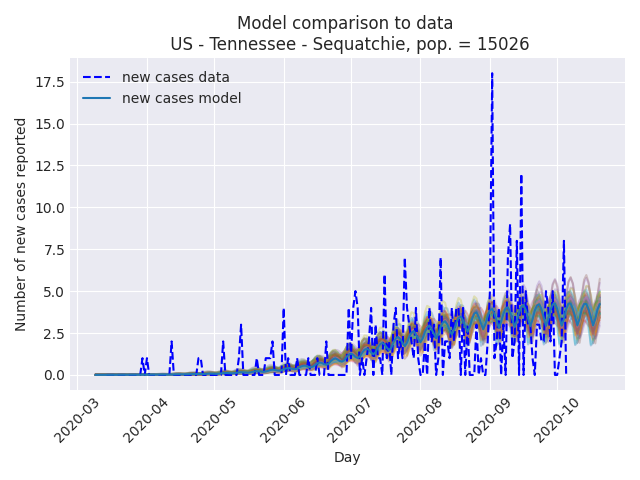 Model comparison to data
US - Tennessee - Sequatchie, pop. = 15026
new cases data
new cases model
Number of new cases reported
17.5
15.0
12.5
10.0
7.5
5.0
2.5
0.0
2020-03
2020-04
2020-05
2020-06
2020-07
2020-08
2020-09
2020-10
Day